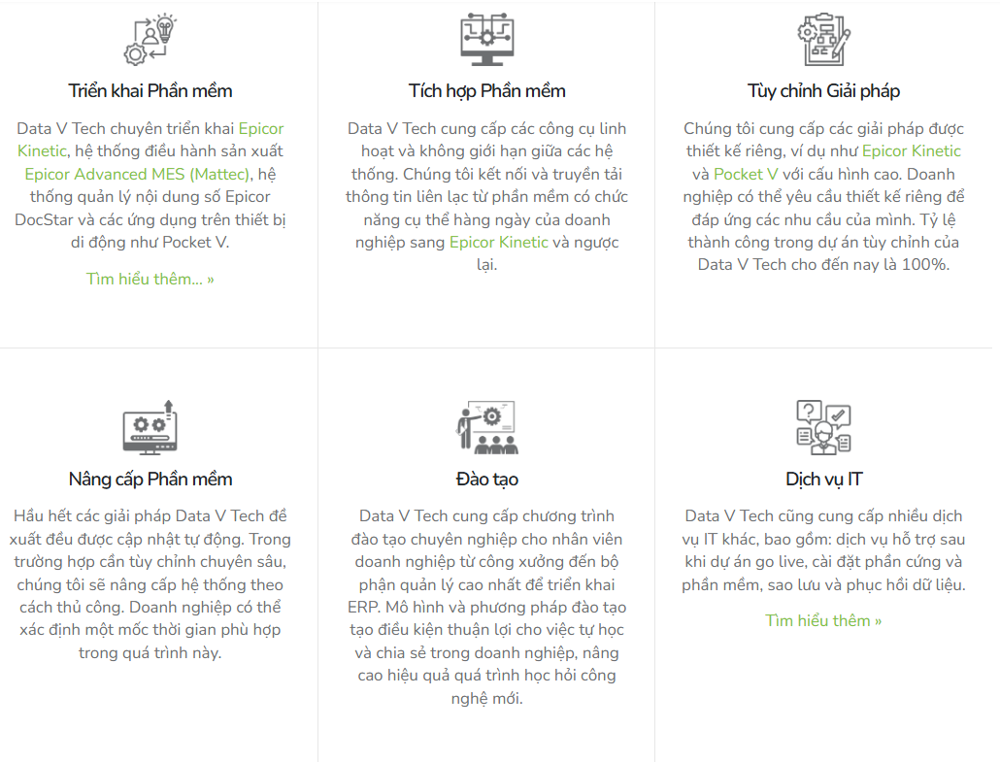 Triển khai Phần mềm
Data V Tech chuyên triển khai Epicor
Kinetic, hệ thống điều hành sản xuất
Epicor Advanced MES (Mattec), hệ
thống quản lý nội dung số Epicor
DocStar và các ứng dụng trên thiết bị
di động như Pocket V.
Tìm hiểu thêm... »
Tích hợp Phần mềm
Data V Tech cung cấp các công cụ linh
hoạt và không giới hạn giữa các hệ
thống. Chúng tôi kết nối và truyền tải
thông tin liên lạc từ phần mềm có chức
năng cụ thể hàng ngày của doanh
nghiệp sang Epicor Kinetic và ngược
lại.
Tùy chỉnh Giải pháp
Chúng tôi cung cấp các giải pháp được
thiết kế riêng, ví dụ như Epicor Kinetic
và Pocket V với cấu hình cao. Doanh
nghiệp có thể yêu cầu thiết kế riêng để
đáp ứng các nhu cầu của mình. Tỷ lệ
thành công trong dự án tùy chỉnh của
Data V Tech cho đến nay là 100%.
Nâng cấp Phần mềm
Hầu hết các giải pháp Data V Tech đề
xuất đều được cập nhật tự động. Trong
trường hợp cần tùy chỉnh chuyên sâu,
chúng tôi sẽ nâng cấp hệ thống theo
cách thủ công. Doanh nghiệp có thể
xác định một mốc thời gian phù hợp
trong quá trình này.
Đào tạo
Data V Tech cung cấp chương trình
đào tạo chuyên nghiệp cho nhân viên
doanh nghiệp từ công xưởng đến bộ
phận quản lý cao nhất để triển khai
ERP. Mô hình và phương pháp đào tạo
tạo điều kiện thuận lợi cho việc tự học
và chia sẻ trong doanh nghiệp, nâng
cao hiệu quả quá trình học hỏi công
nghệ mới.
Dịch vụ IT
Data V Tech cũng cung cấp nhiều dịch
vụ IT khác, bao gồm: dịch vụ hỗ trợ sau
khi dự án go live, cài đặt phần cứng và
phần mềm, sao lưu và phục hồi dữ liệu.
Tìm hiểu thêm »